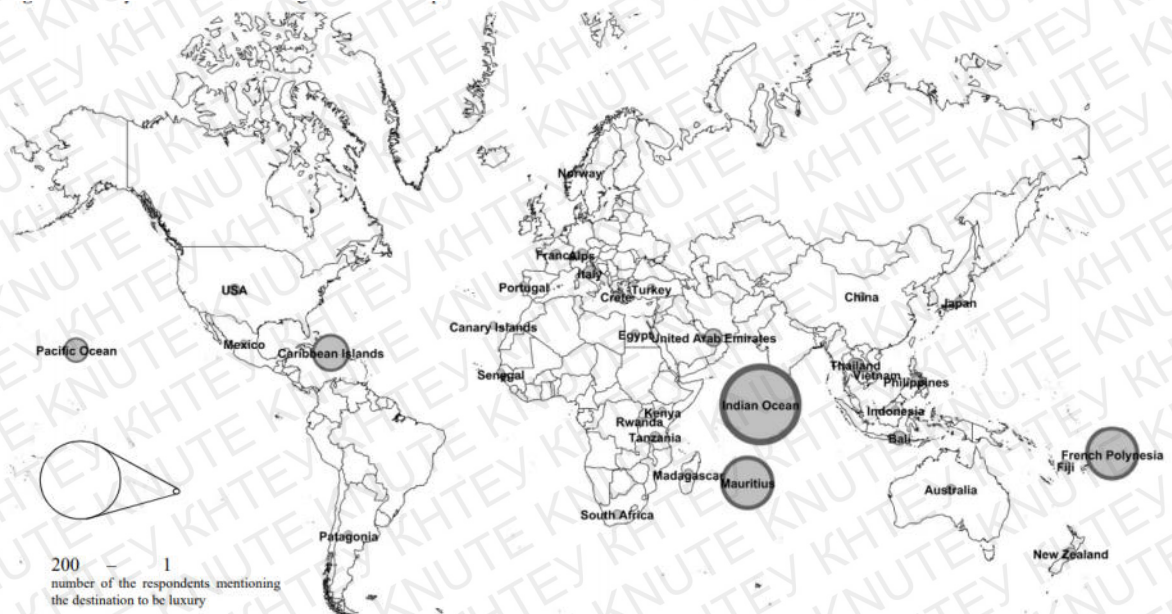 Norway
France
Alps
Italy
Portugal
Crete
Turkey
USA
China
Japan
Canary Islands
Egypt
United Arab Emirates
Pacific Ocean
Mexico
Caribbean Islands
Senegal
Thailand
Vietnam
Philippines
Indian Ocean
Kenya
Rwanda
Indonesia
Tanzania
Bali
French Polynesia
Fiji
Madagascar
Mauritius
Australia
South Africa
Patagonia
New Zealand
200 – 1
number of the respondents mentioning
the destination to be luxury
KNUTE КНТЕУ